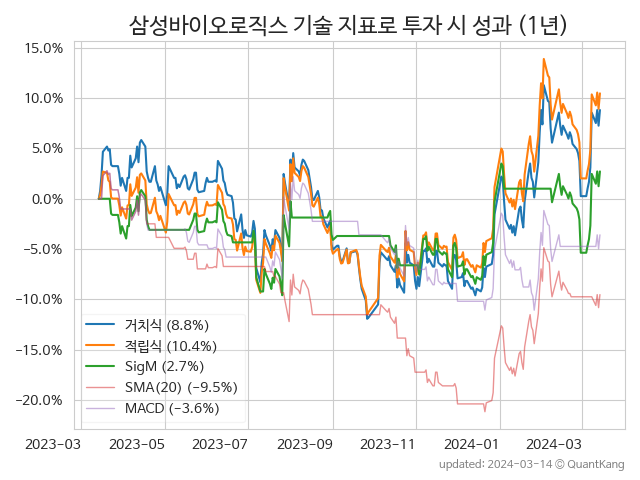 삼성바이오로직스 기술 지표로 투자 시 성과 (1년)
15.0%
10.0%
5.0%
0.0%
−5.0%
−10.0%
−15.0%
−20.0%
거치식 (8.8%)
적립식 (10.4%)
SigM (2.7%)
SMA(20) (−9.5%)
MACD (−3.6%)
2023-03 2023-05 2023-07 2023-09 2023-11 2024-01 2024-03
updated: 2024-03-14 © QuantKang